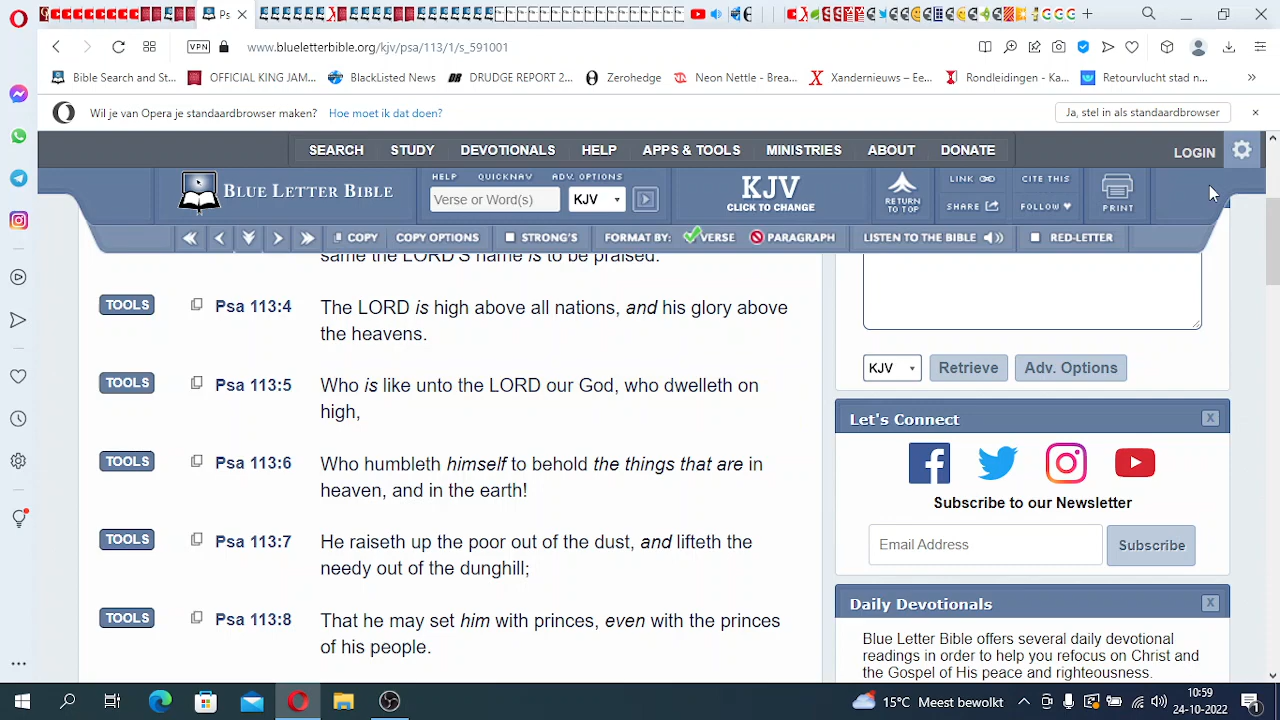 Ps
VPN
www.blueletterbible.org/kjv/psa/113/1/s_591001
Bible Search and St...
OFFICIAL KING JAM...
BlackListed News
DRUDGE REPORT 2...
Zerohedge
Neon Nettle - Brea...
Xandernieuws – Ee...
Rondleidingen - Ka...
Retourvlucht stad n...
Wil je van Opera je standaardbrowser maken?
Hoe moet ik dat doen?
Ja, stel in als standaardbrowser
SEARCH
STUDY
DEVOTIONALS
HELP
APPS & TOOLS
MINISTRIES
ABOUT
DONATE
LOGIN
BLUE LETTER BIBLE
HELP
QUICKNAV
ADV. OPTIONS
Verse or Word(s)
KJV
KJV
CLICK TO CHANGE
RETURN
TO TOP
LINK
CITE THIS
SHARE
FOLLOW
PRINT
COPY
COPY OPTIONS
STRONG'S
FORMAT BY:
VERSE
PARAGRAPH
LISTEN TO THE BIBLE
RED-LETTER
same the LORD'S name is to be praised.
TOOLS
Psa 113:4
The LORD is high above all nations, and his glory above
the heavens.
TOOLS
Psa 113:5
Who is like unto the LORD our God, who dwelleth on
high,
TOOLS
Psa 113:6
Who humbleth himself to behold the things that are in
heaven, and in the earth!
TOOLS
Psa 113:7
He raiseth up the poor out of the dust, and lifteth the
needy out of the dunghill;
TOOLS
Psa 113:8
That he may set him with princes, even with the princes
of his people.
KJV
Retrieve
Adv. Options
Let's Connect
Subscribe to our Newsletter
Email Address
Subscribe
Daily Devotionals
Blue Letter Bible offers several daily devotional
readings in order to help you refocus on Christ and
the Gospel of His peace and righteousness.
15°C Meest bewolkt
10:59
24-10-2022
1